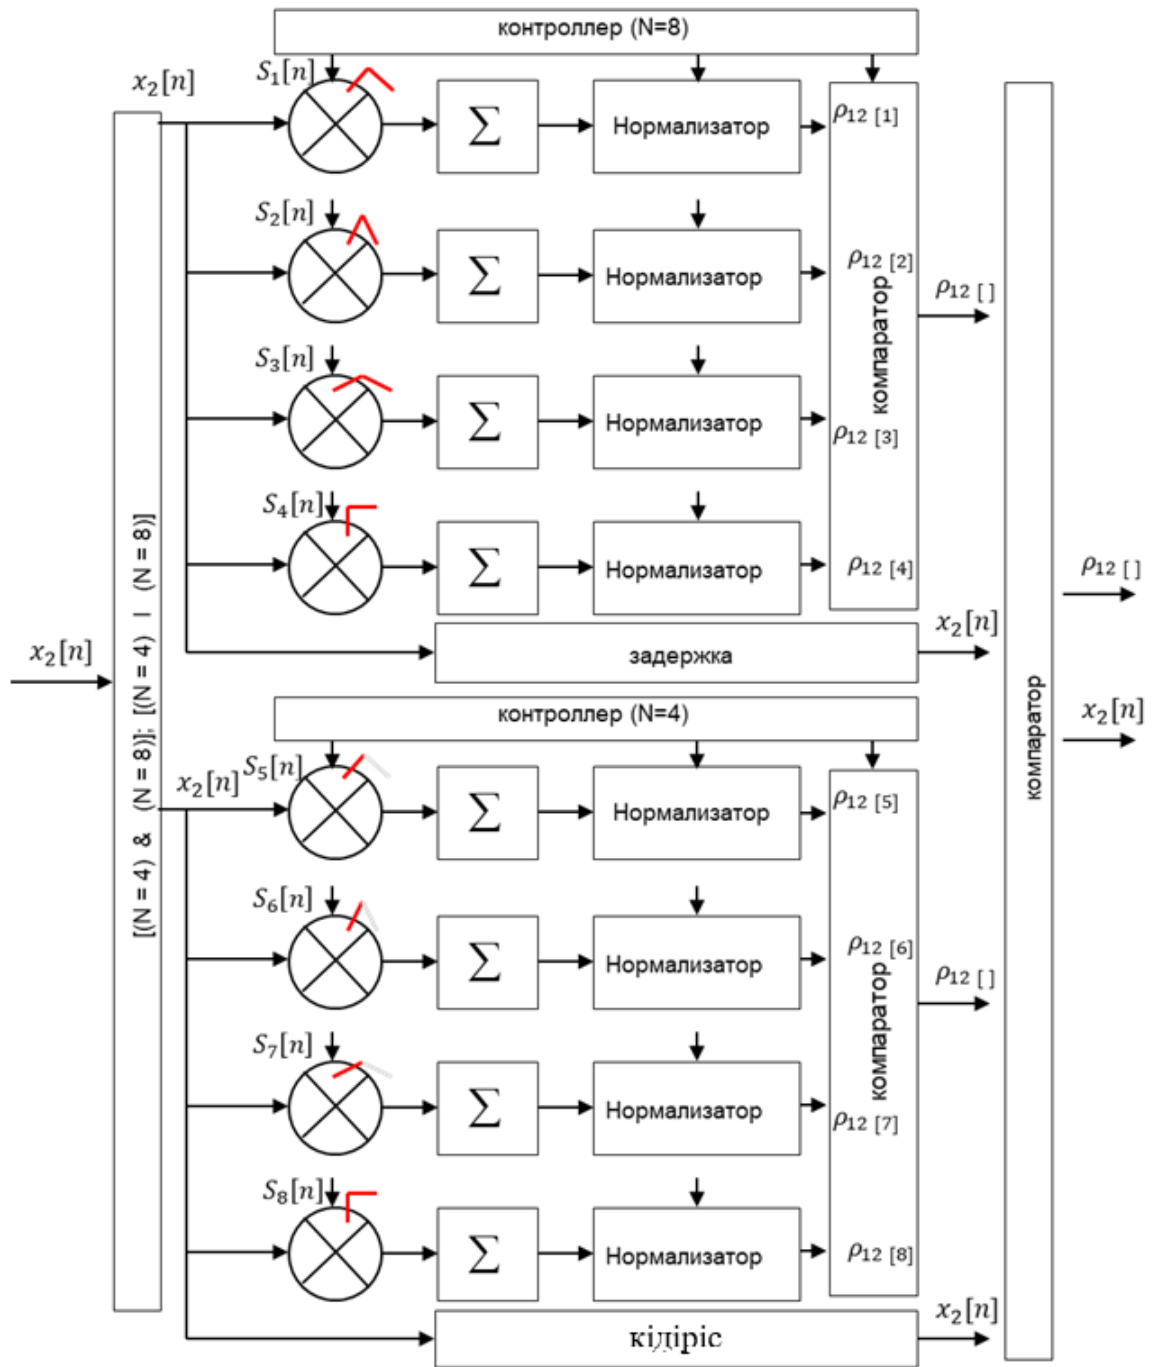 контроллер (N=8)
x₂[n]
S₁[n]
Σ
Нормализатор
ρ₁₂ [1]
S₂[n]
Σ
Нормализатор
ρ₁₂ [2]
компаратор
ρ₁₂ [ ]
S₃[n]
Σ
Нормализатор
ρ₁₂ [3]
S₄[n]
Σ
Нормализатор
ρ₁₂ [4]
задержка
x₂[n]
x₂[n]
[(N = 4) & (N = 8)]; [(N = 4) I (N = 8)]
компаратор
ρ₁₂ [ ]
x₂[n]
контроллер (N=4)
x₂[n]
S₅[n]
Σ
Нормализатор
ρ₁₂ [5]
S₆[n]
Σ
Нормализатор
ρ₁₂ [6]
компаратор
ρ₁₂ [ ]
S₇[n]
Σ
Нормализатор
ρ₁₂ [7]
S₈[n]
Σ
Нормализатор
ρ₁₂ [8]
кідіріс
x₂[n]